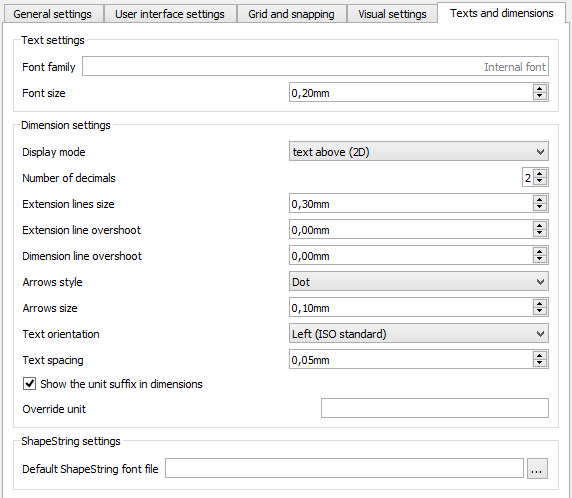 General settings User interface settings Grid and snapping Visual settings Texts and dimensions
Text settings
Font family Internal font
Font size 0,20mm
Dimension settings
Display mode text above (2D)
Number of decimals 2
Extension lines size 0,30mm
Extension line overshoot 0,00mm
Dimension line overshoot 0,00mm
Arrows style Dot
Arrows size 0,10mm
Text orientation Left (ISO standard)
Text spacing 0,05mm
Show the unit suffix in dimensions
Override unit
ShapeString settings
Default ShapeString font file ...